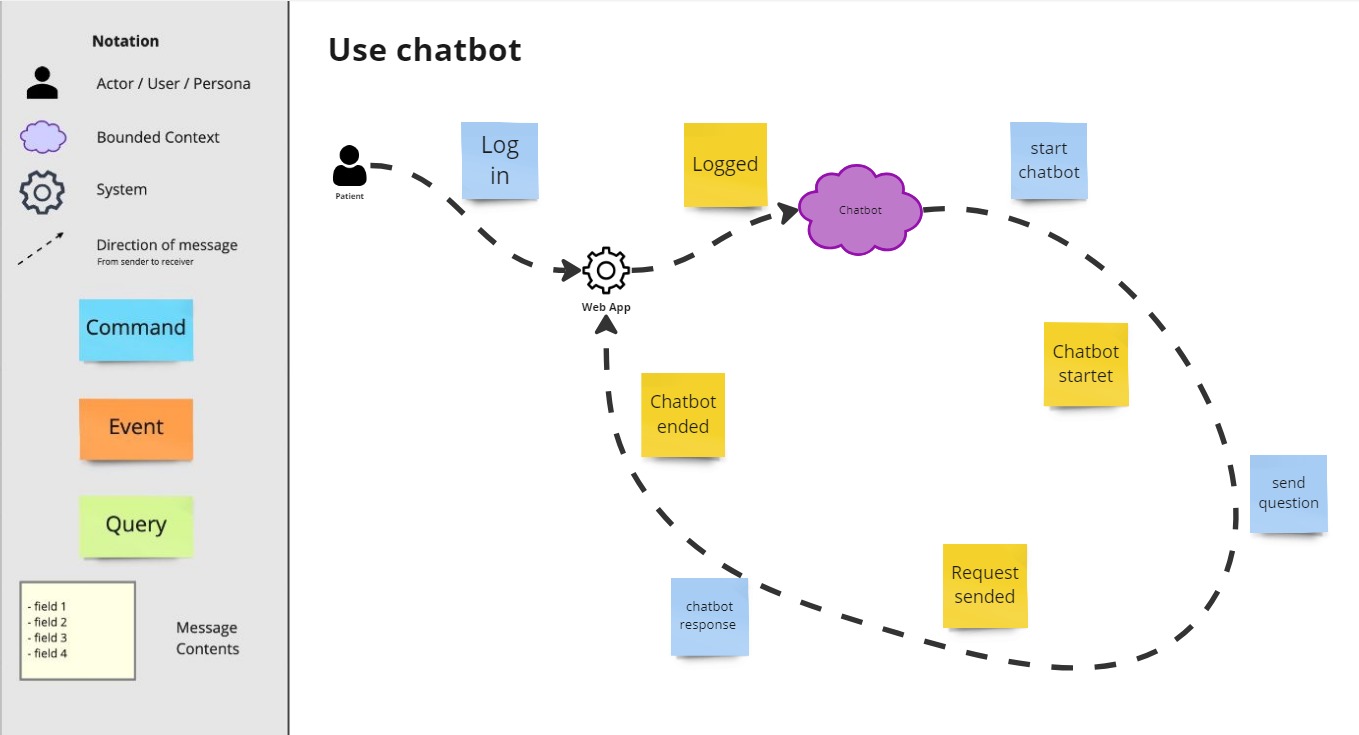 Notation
Actor / User / Persona
Bounded Context
System
Direction of message
From sender to receiver
Command
Event
Query
- field 1
- field 2
- field 3
- field 4
Message
Contents
Use chatbot
Patient
Log
in
Logged
Chatbot
start
chatbot
Web App
Chatbot
startet
Chatbot
ended
send
question
Request
sended
chatbot
response